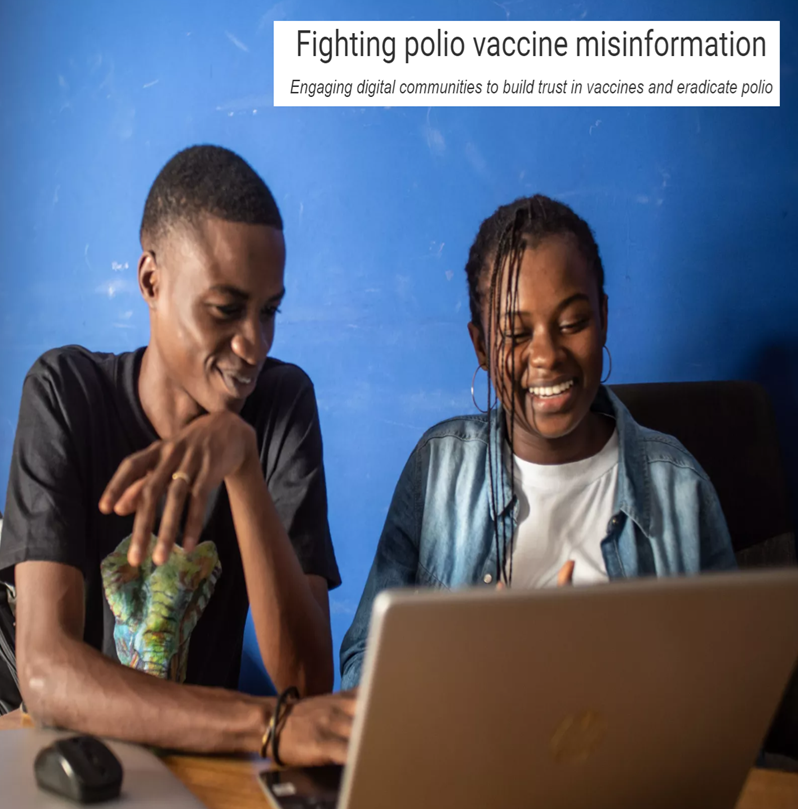 Fighting polio vaccine misinformation
Engaging digital communities to build trust in vaccines and eradicate polio